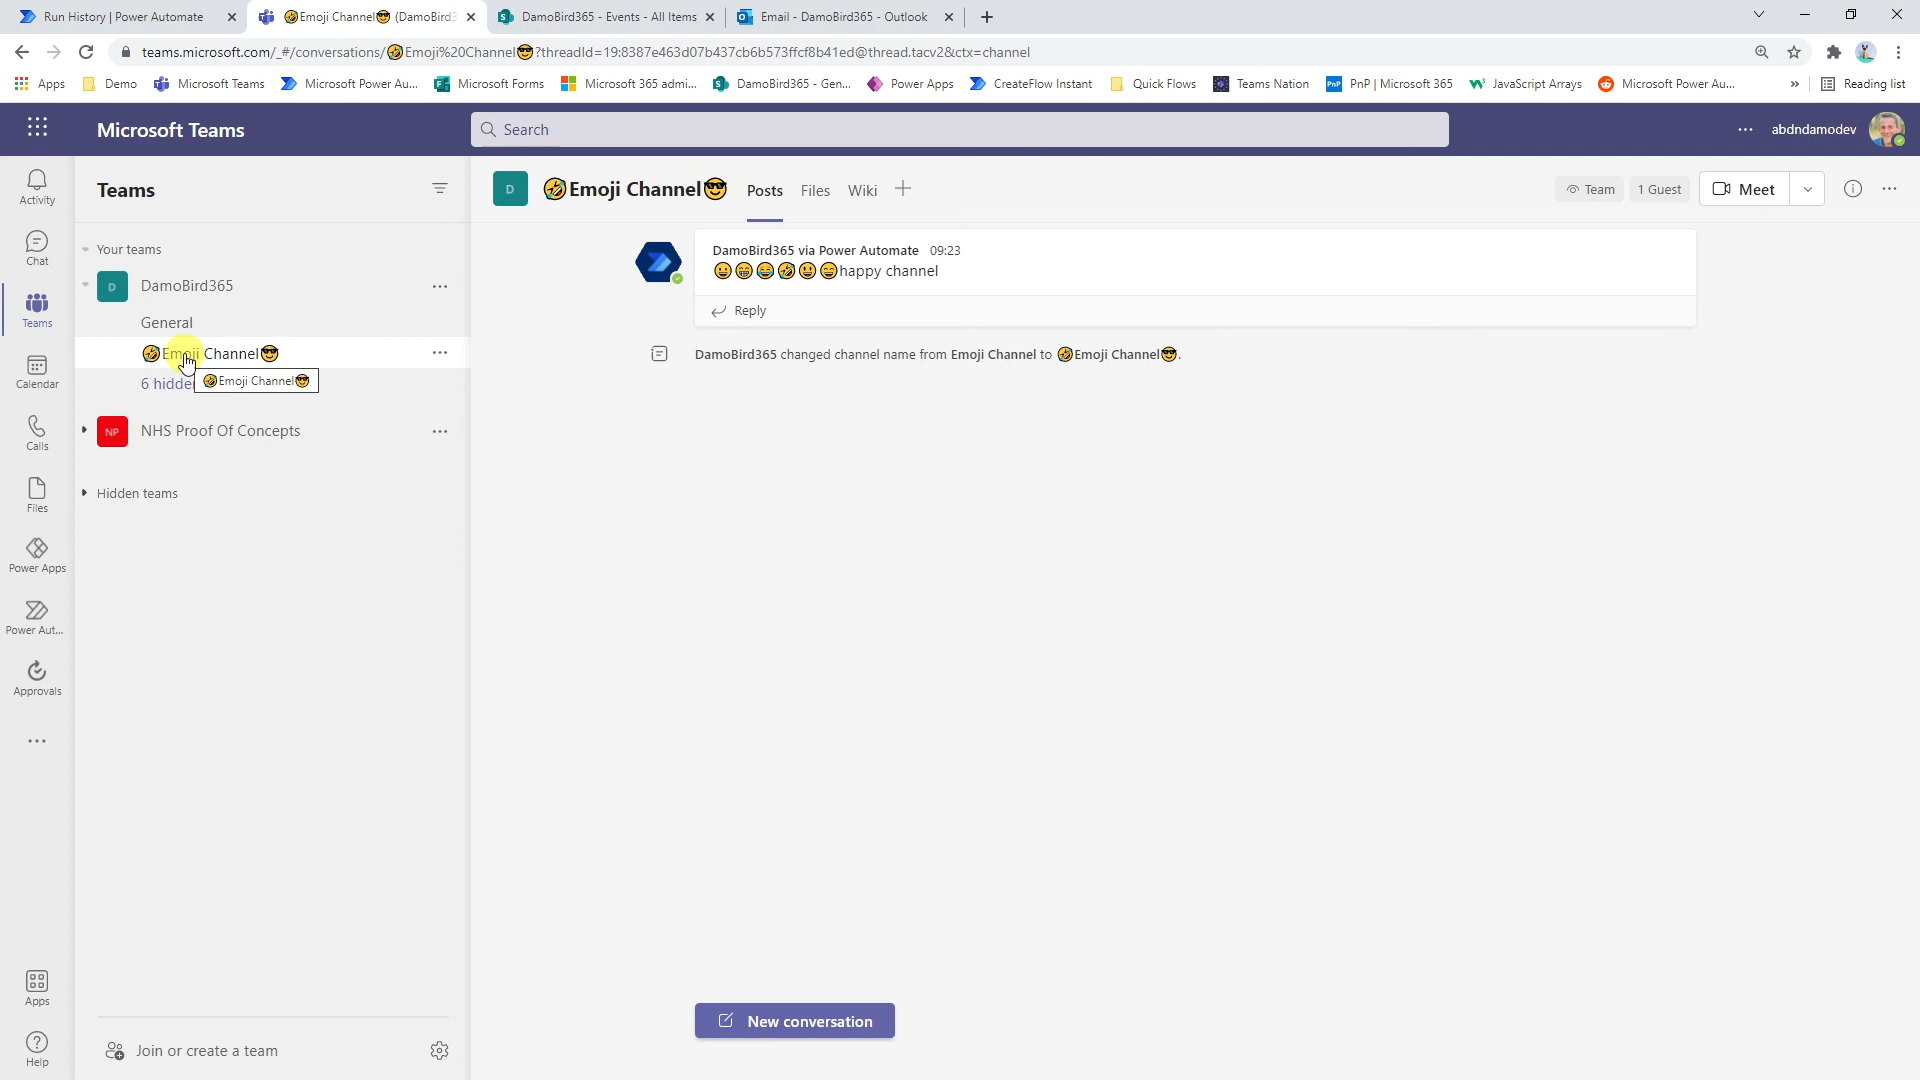 Run History | Power Automate
🤣Emoji Channel😎 (DamoBird3
DamoBird365 - Events - All Items
Email - DamoBird365 - Outlook
teams.microsoft.com/_#/conversations/🤣Emoji%20Channel😎?threadId=19:8387e463d07b437cb6b573ffcf8b41ed@thread.tacv2&ctx=channel
Apps
Demo
Microsoft Teams
Microsoft Power Au...
Microsoft Forms
Microsoft 365 admi...
DamoBird365 - Gen...
Power Apps
CreateFlow Instant
Quick Flows
Teams Nation
PnP PnP | Microsoft 365
JavaScript Arrays
Microsoft Power Au...
»
Reading list
Microsoft Teams
Search
abdndamodev
Activity
Chat
Teams
Calendar
Calls
Files
Power Apps
Power Aut...
Approvals
Apps
Help
Teams
Your teams
D DamoBird365
General
🤣Emoji Channel😎
6 hidde
🤣Emoji Channel😎
NP NHS Proof Of Concepts
Hidden teams
Join or create a team
D 🤣Emoji Channel😎
Posts
Files
Wiki
Team
1 Guest
Meet
DamoBird365 via Power Automate 09:23
😀😁😂🤣😃😄happy channel
Reply
DamoBird365 changed channel name from Emoji Channel to 🤣Emoji Channel😎.
New conversation